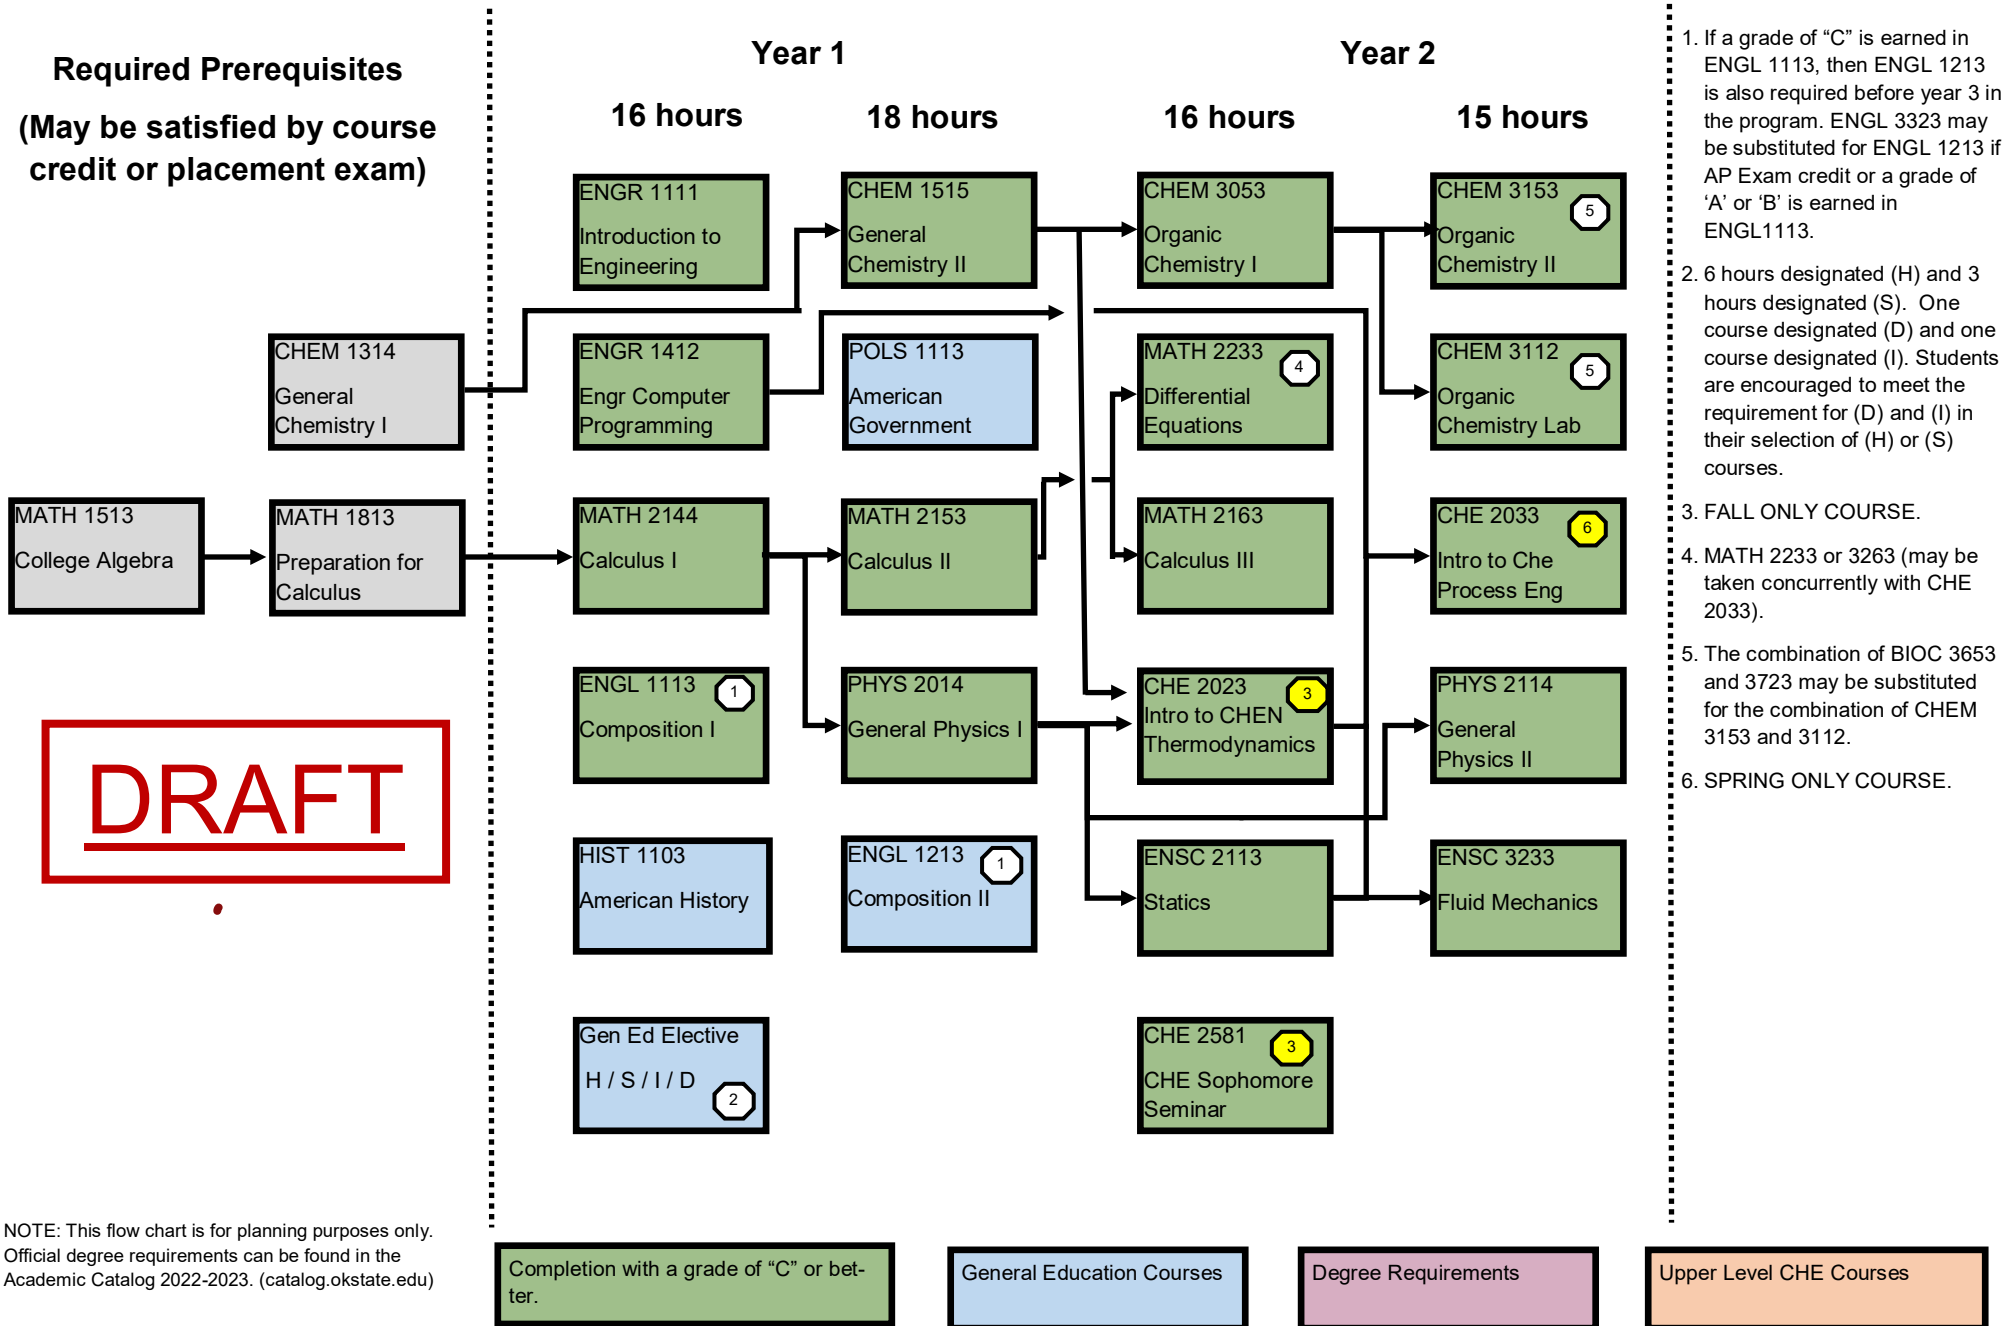 Required Prerequisites
(May be satisfied by course
credit or placement exam)
Year 1
Year 2
16 hours
18 hours
16 hours
15 hours
CHEM 1314
General
Chemistry I
MATH 1513
College Algebra
MATH 1813
Preparation for
Calculus
DRAFT
ENGR 1111
Introduction to
Engineering
ENGR 1412
Engr Computer
Programming
MATH 2144
Calculus I
ENGL 1113
1
Composition I
HIST 1103
American History
Gen Ed Elective
H / S / I / D
2
CHEM 1515
General
Chemistry II
POLS 1113
American
Government
MATH 2153
Calculus II
PHYS 2014
General Physics I
ENGL 1213
1
Composition II
CHEM 3053
Organic
Chemistry I
MATH 2233
4
Differential
Equations
MATH 2163
Calculus III
CHE 2023
3
Intro to CHEN
Thermodynamics
ENSC 2113
Statics
CHE 2581
3
CHE Sophomore
Seminar
CHEM 3153
5
Organic
Chemistry II
CHEM 3112
5
Organic
Chemistry Lab
CHE 2033
6
Intro to Che
Process Eng
PHYS 2114
General
Physics II
ENSC 3233
Fluid Mechanics
1. If a grade of “C” is earned in
ENGL 1113, then ENGL 1213
is also required before year 3 in
the program. ENGL 3323 may
be substituted for ENGL 1213 if
AP Exam credit or a grade of
‘A’ or ‘B’ is earned in
ENGL1113.
2. 6 hours designated (H) and 3
hours designated (S). One
course designated (D) and one
course designated (I). Students
are encouraged to meet the
requirement for (D) and (I) in
their selection of (H) or (S)
courses.
3. FALL ONLY COURSE.
4. MATH 2233 or 3263 (may be
taken concurrently with CHE
2033).
5. The combination of BIOC 3653
and 3723 may be substituted
for the combination of CHEM
3153 and 3112.
6. SPRING ONLY COURSE.
NOTE: This flow chart is for planning purposes only.
Official degree requirements can be found in the
Academic Catalog 2022-2023. (catalog.okstate.edu)
Completion with a grade of “C” or bet-
ter.
General Education Courses
Degree Requirements
Upper Level CHE Courses